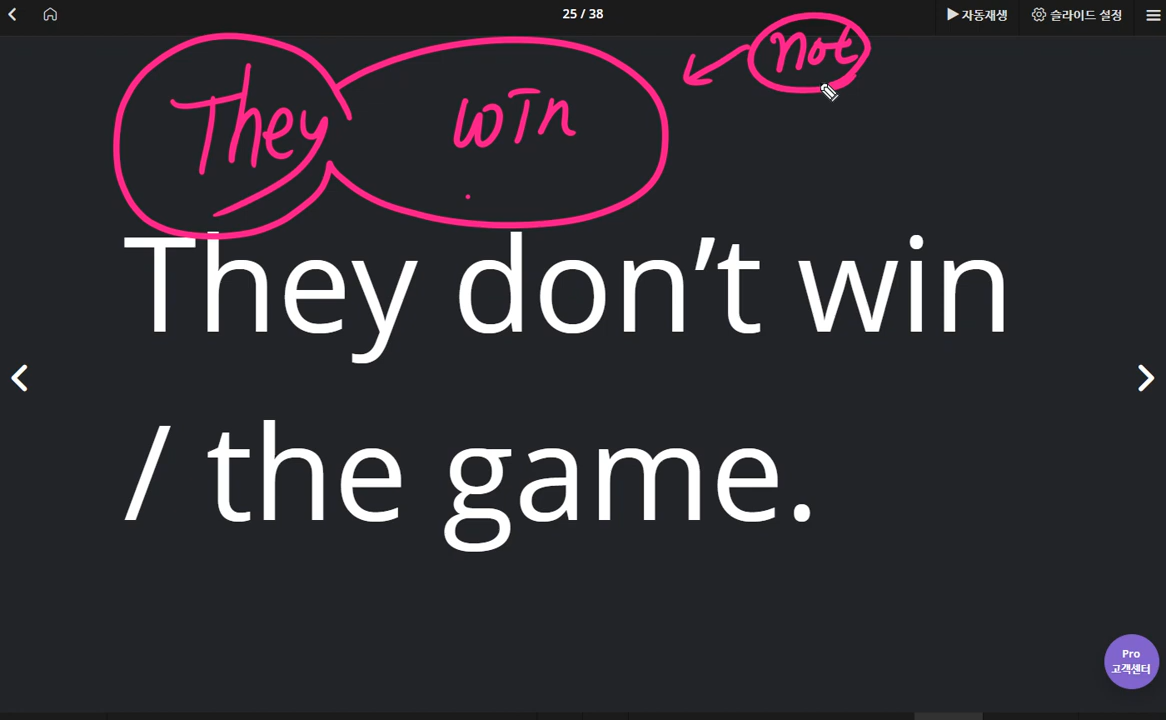 25 / 38
자동재생
슬라이드 설정
not
They win
They don’t win
/ the game.
Pro
고객센터